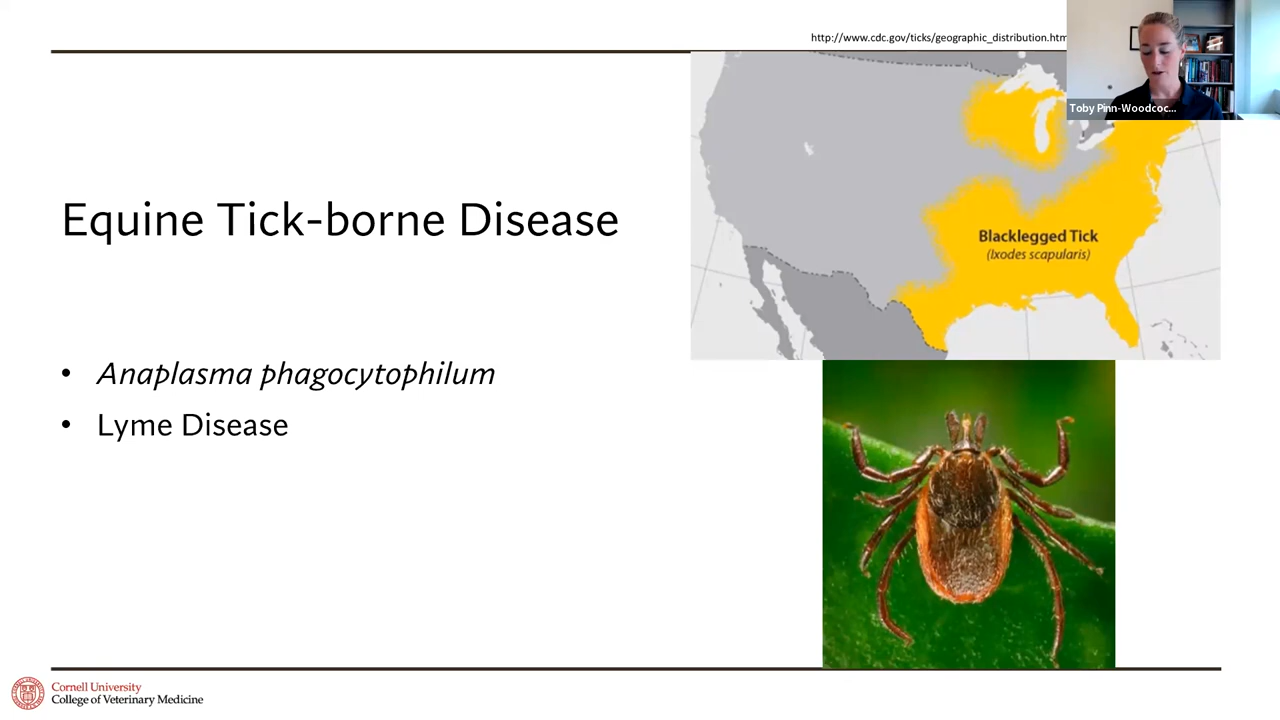 http://www.cdc.gov/ticks/geographic_distribution.htm
Toby Pinn-Woodcoc...
Blacklegged Tick
(Ixodes scapularis)
Equine Tick-borne Disease
• Anaplasma phagocytophilum
• Lyme Disease
Cornell University
College of Veterinary Medicine